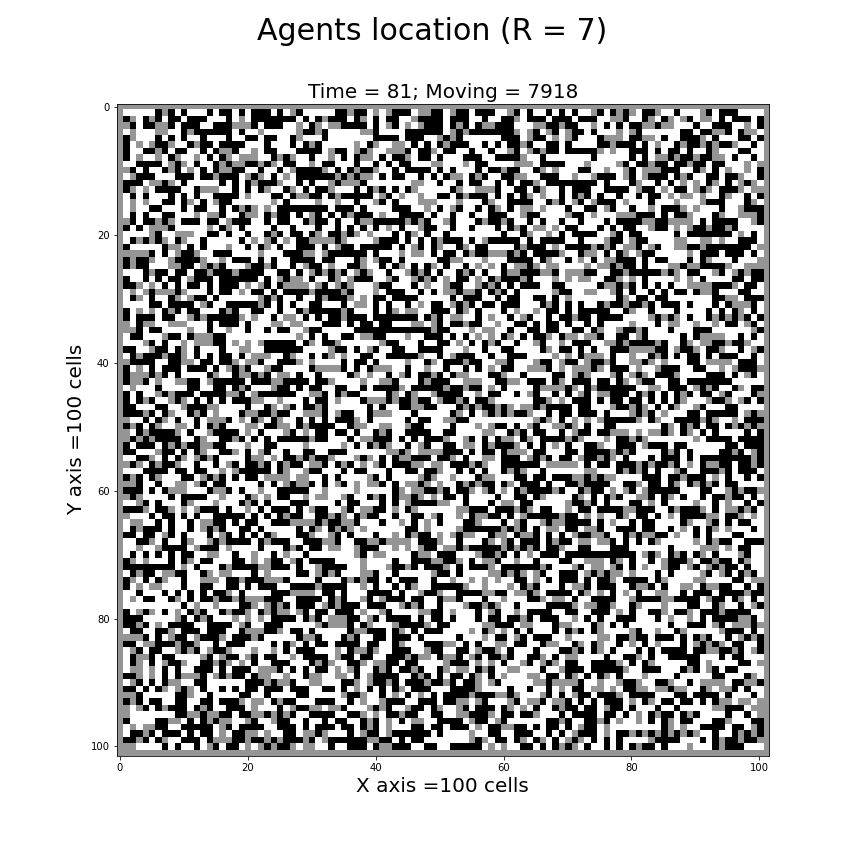 Agents location (R = 7)
Time = 81; Moving = 7918
0
20
40
60
80
100
Y axis =100 cells
0 20 40 60 80 100
X axis =100 cells